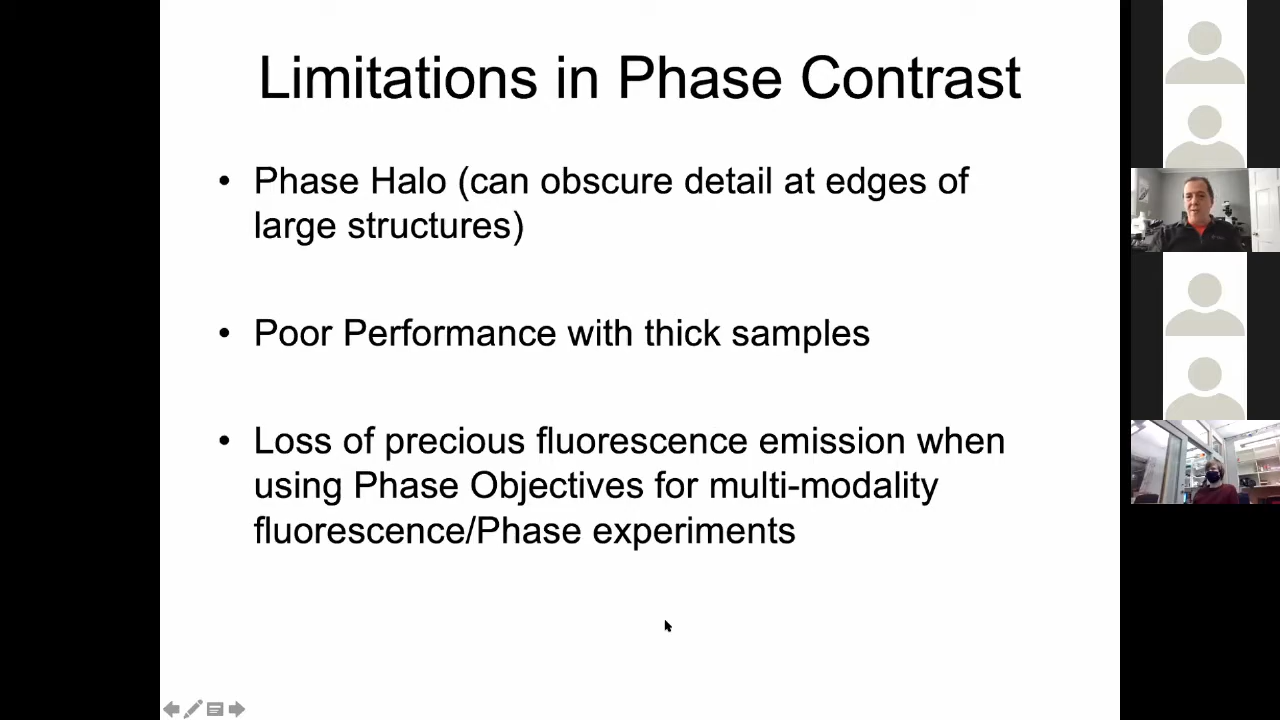 Limitations in Phase Contrast
• Phase Halo (can obscure detail at edges of
large structures)
• Poor Performance with thick samples
• Loss of precious fluorescence emission when
using Phase Objectives for multi-modality
fluorescence/Phase experiments